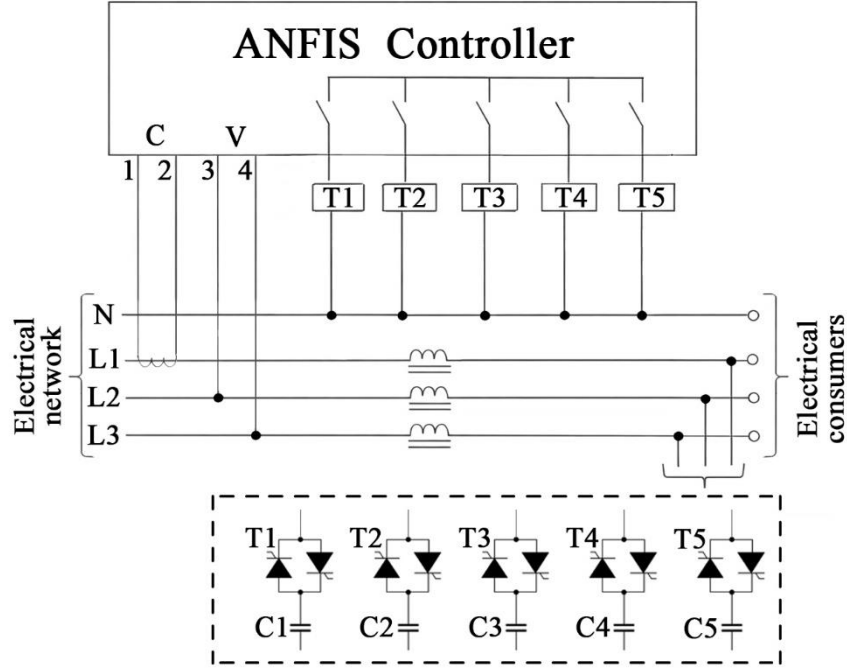 ANFIS Controller
C V
1 2 3 4
T1 T2 T3 T4 T5
N
L1
L2
L3
Electrical
network
Electrical
consumers
T1 T2 T3 T4 T5
C1 C2 C3 C4 C5